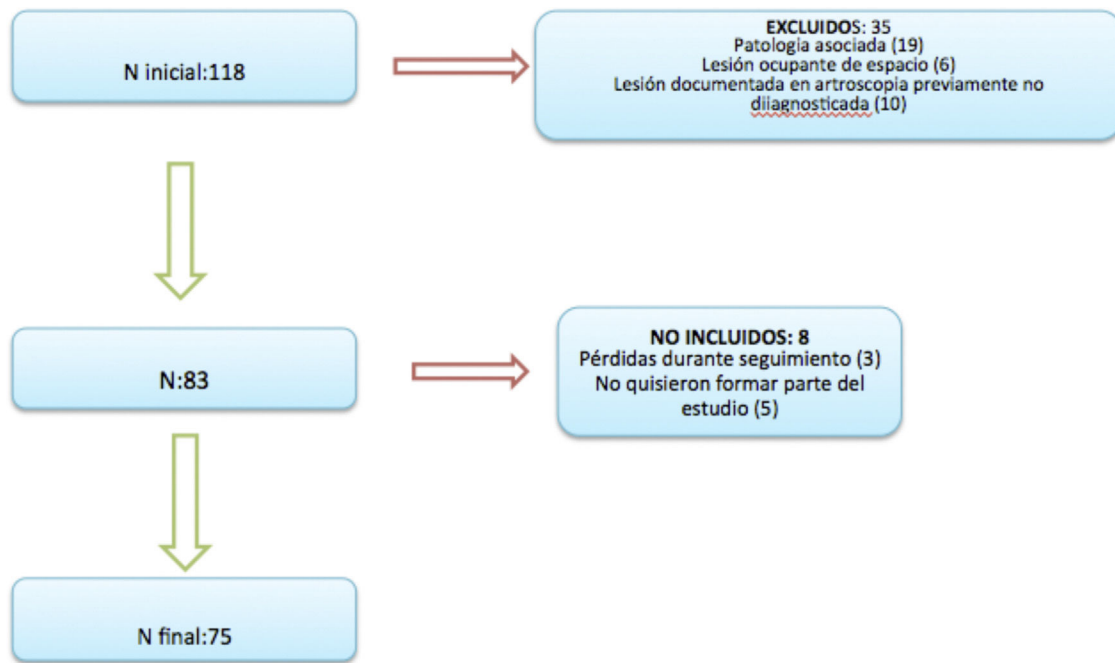 N inicial:118
EXCLUIDOS: 35
Patología asociada (19)
Lesión ocupante de espacio (6)
Lesión documentada en artroscopia previamente no
diiagnosticada (10)
N:83
NO INCLUIDOS: 8
Pérdidas durante seguimiento (3)
No quisieron formar parte del
estudio (5)
N final:75